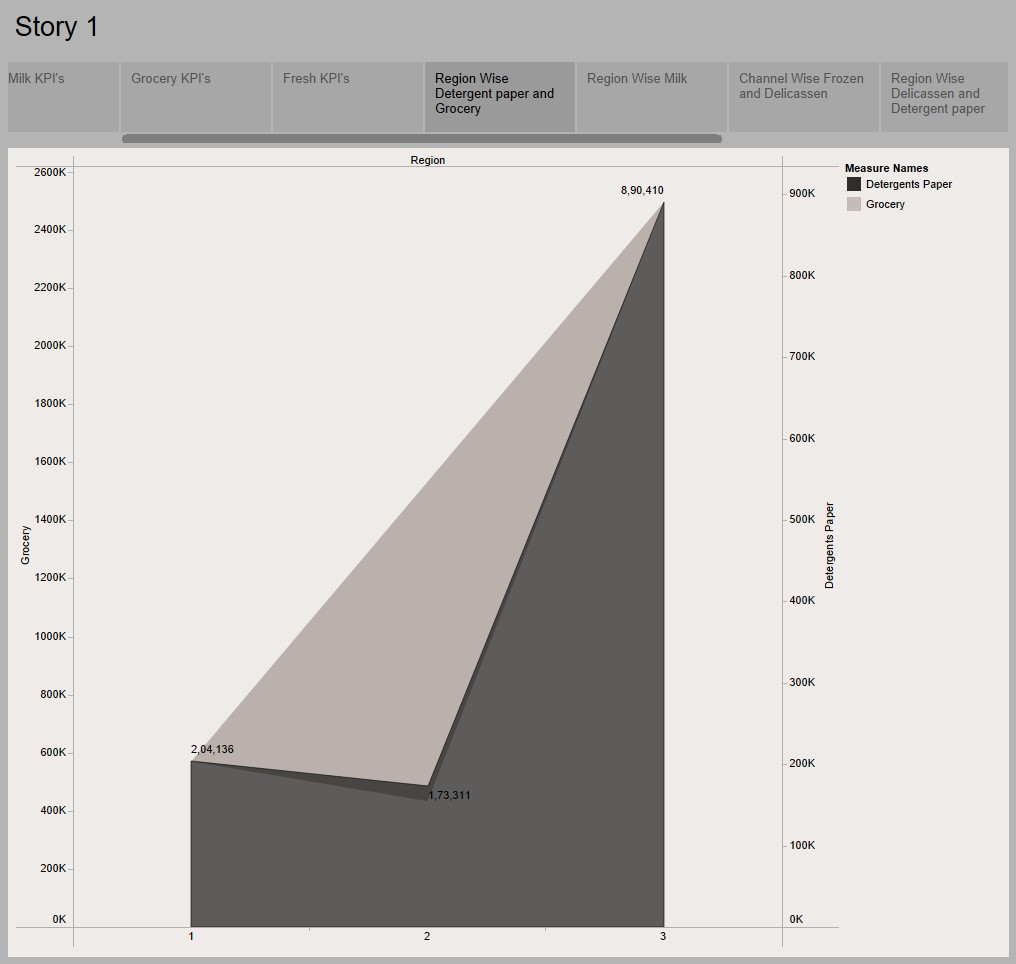 Story 1
Milk KPI's
Grocery KPI's
Fresh KPI's
Region Wise
Detergent paper and
Grocery
Region Wise Milk
Channel Wise Frozen
and Delicassen
Region Wise
Delicassen and
Detergent paper
Region
2600K
2400K
2200K
2000K
1800K
1600K
1400K
1200K
1000K
800K
600K
400K
200K
0K
Grocery
8,90,410
2,04,136
1,73,311
1
2
3
900K
800K
700K
600K
500K
400K
300K
200K
100K
0K
Detergents Paper
Measure Names
Detergents Paper
Grocery